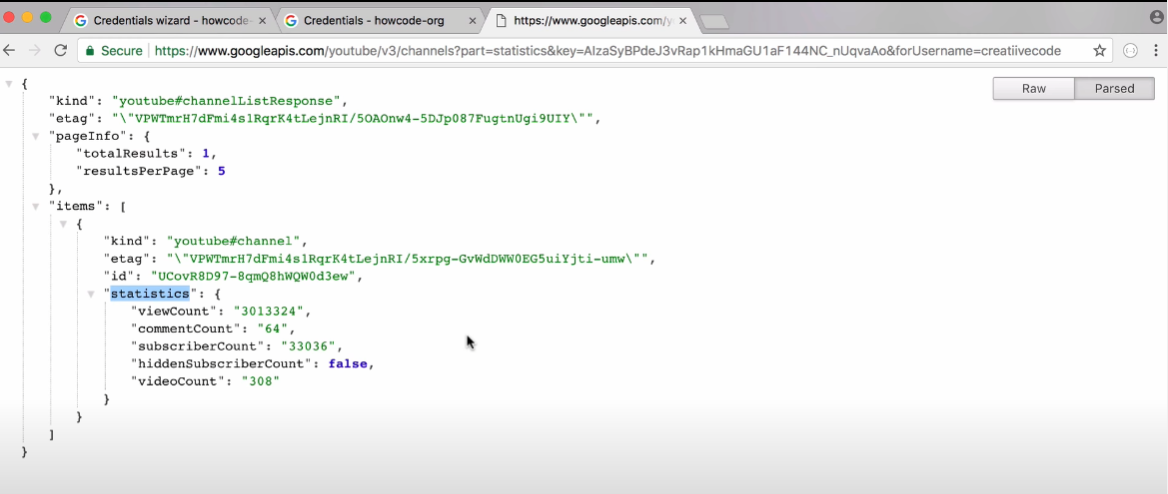 Credentials wizard - howcode-
Credentials - howcode-org
https://www.googleapis.com/y
Secure https://www.googleapis.com/youtube/v3/channels?part=statistics&key=AIzaSyBPdeJ3vRap1kHmaGU1aF144NC_nUqvaAo&forUsername=creatiivecode
Raw Parsed
{
"kind": "youtube#channelListResponse",
"etag": "\"VPWTmrH7dFmi4s1RqrK4tLejnRI/5OAOnw4-5DJp087FugtnUgi9UIY\"",
"pageInfo": {
"totalResults": 1,
"resultsPerPage": 5
},
"items": [
{
"kind": "youtube#channel",
"etag": "\"VPWTmrH7dFmi4s1RqrK4tLejnRI/5xrpg-GvWdDWW0EG5uiYjti-umw\"",
"id": "UCovR8D97-8qmQ8hWQW0d3ew",
"statistics": {
"viewCount": "3013324",
"commentCount": "64",
"subscriberCount": "33036",
"hiddenSubscriberCount": false,
"videoCount": "308"
}
}
]
}